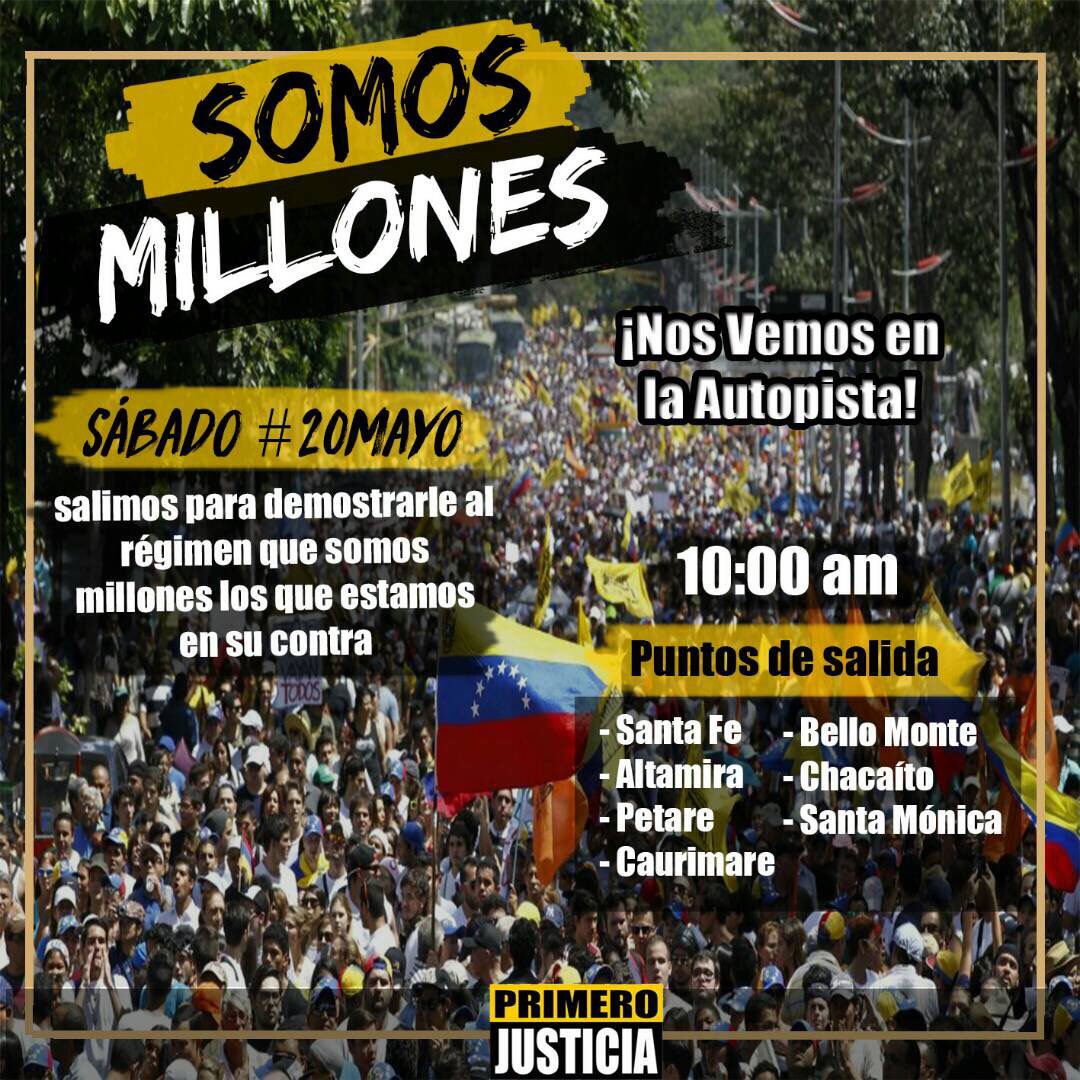 SOMOS
MILLONES
¡Nos Vemos en
la Autopista!
SÁBADO #20MAYO
salimos para demostrarle al
régimen que somos
millones los que estamos
en su contra
10:00 am
Puntos de salida
- Santa Fe
- Altamira
- Petare
- Caurimare
- Bello Monte
- Chacaíto
- Santa Mónica
TODOS
PRIMERO
JUSTICIA